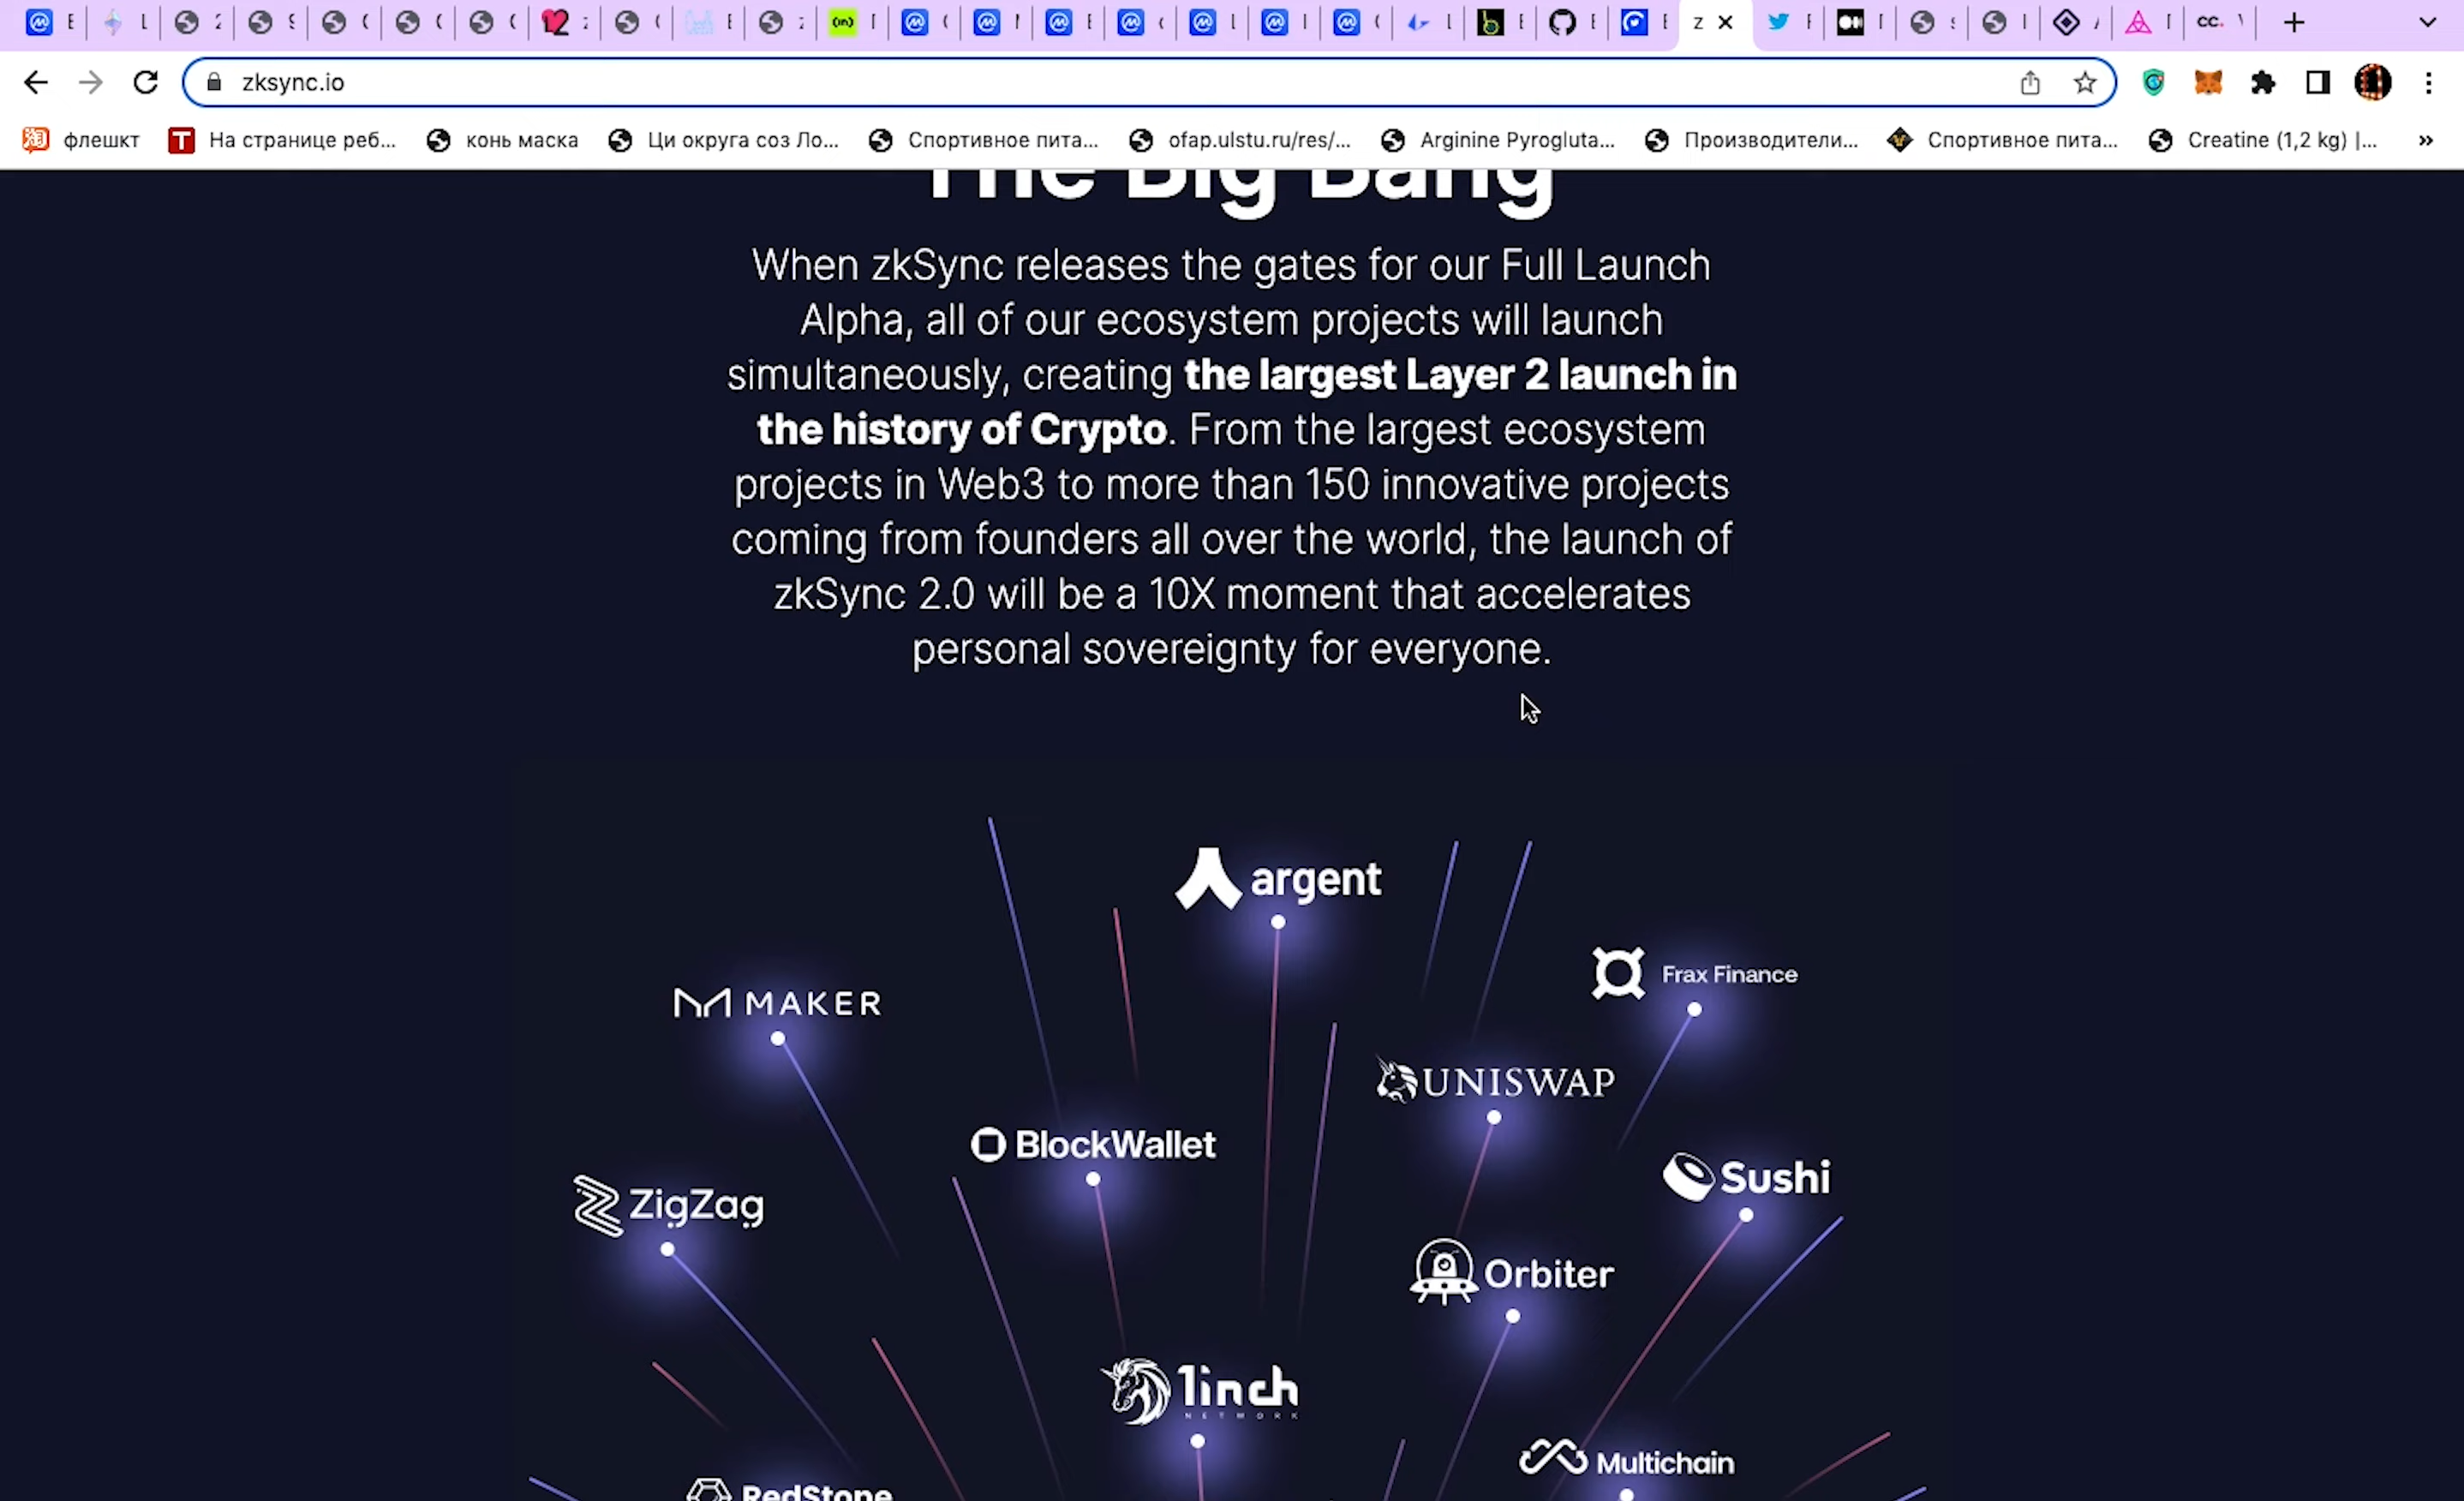 zksync.io
флешкт
На странице реб...
конь маска
Ци округа соз Ло...
Спортивное пита...
ofap.ulstu.ru/res/...
Arginine Pyrogluta...
Производители...
Спортивное пита...
Creatine (1,2 kg) |...
The Big Bang
When zkSync releases the gates for our Full Launch
Alpha, all of our ecosystem projects will launch
simultaneously, creating the largest Layer 2 launch in
the history of Crypto. From the largest ecosystem
projects in Web3 to more than 150 innovative projects
coming from founders all over the world, the launch of
zkSync 2.0 will be a 10X moment that accelerates
personal sovereignty for everyone.
argent
Frax Finance
MAKER
UNISWAP
BlockWallet
Sushi
ZigZag
Orbiter
1inch
NETWORK
Multichain
RedStone